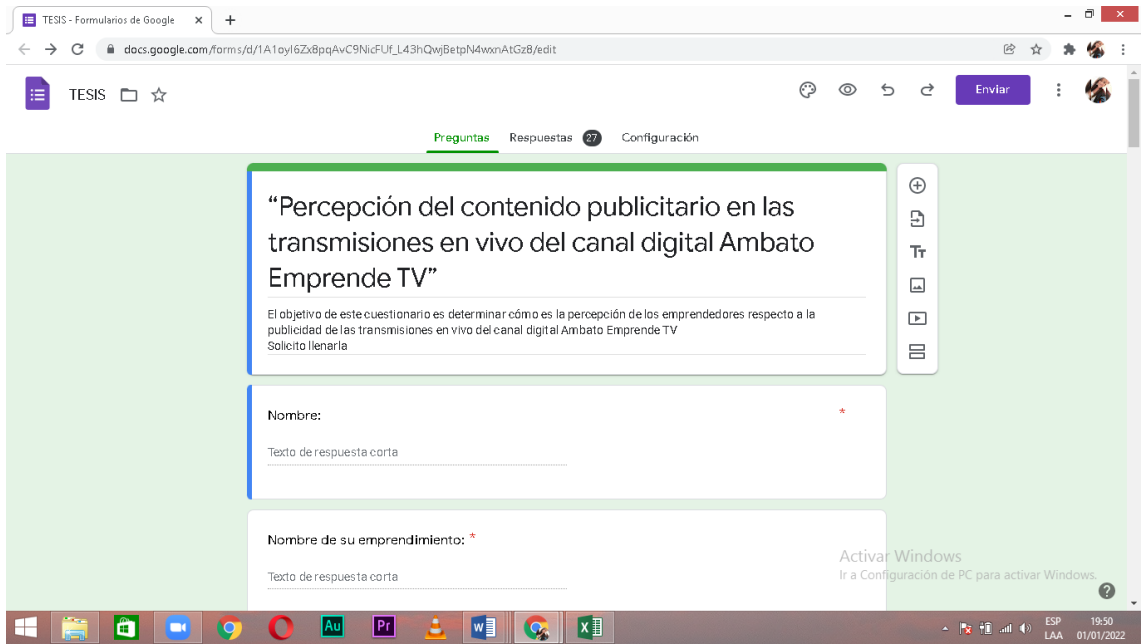 TESIS - Formularios de Google
docs.google.com/forms/d/1A1oyI6Zx8pqAvC9NicFUf_L43hQwjBetpN4wxnAtGz8/edit
TESIS
Enviar
Preguntas Respuestas 27 Configuración
“Percepción del contenido publicitario en las
transmisiones en vivo del canal digital Ambato
Emprende TV”
El objetivo de este cuestionario es determinar cómo es la percepción de los emprendedores respecto a la
publicidad de las transmisiones en vivo del canal digital Ambato Emprende TV
Solicito llenarla
Nombre: *
Texto de respuesta corta
Nombre de su emprendimiento: *
Texto de respuesta corta
Activar Windows
Ir a Configuración de PC para activar Windows.
Tт
Au
Pr
ESP 19:50
LAA 01/01/2022